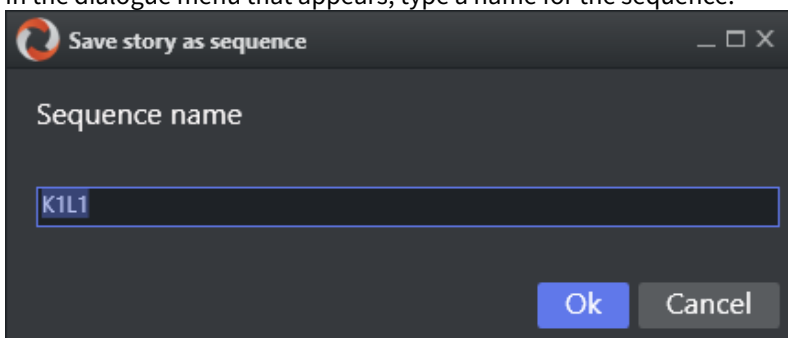 In the dialogue menu that appears, type a name for the sequence.
Save story as sequence
Sequence name
K1L1
Ok Cancel